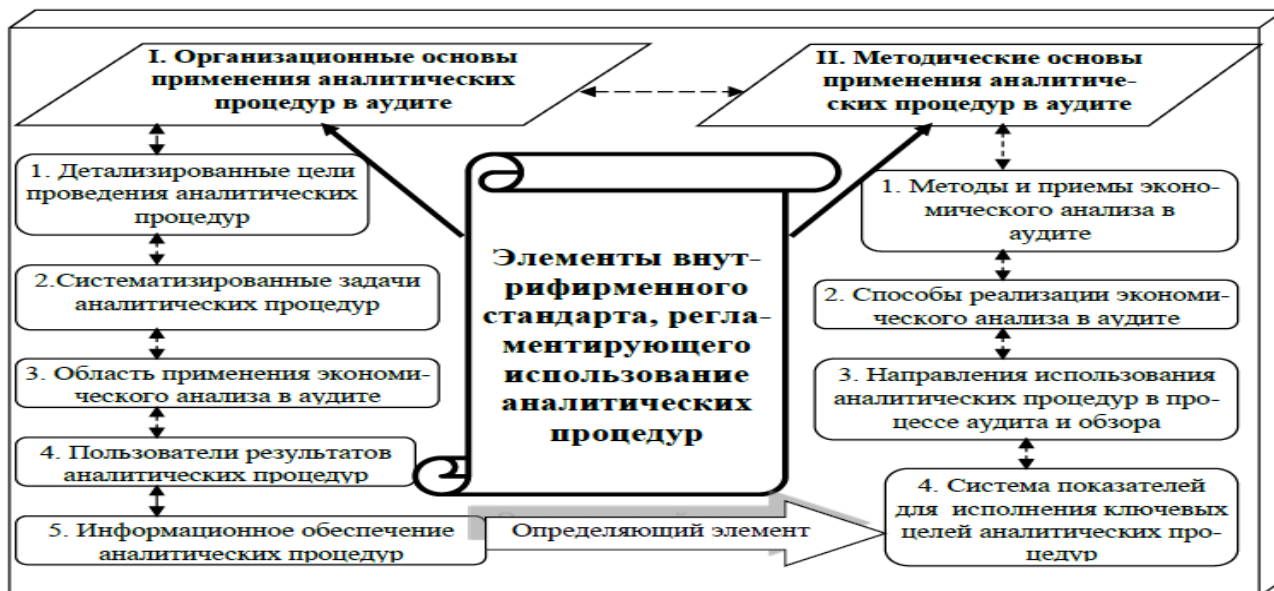 I. Организационные основы
применения аналитических
процедур в аудите
II. Методические основы
применения аналитиче-
ских процедур в аудите
1. Детализированные цели
проведения аналитических
процедур
2.Систематизированные задачи
аналитических процедур
3. Область применения экономи-
ческого анализа в аудите
4. Пользователи результатов
аналитических процедур
5. Информационное обеспечение
аналитических процедур
Элементы внут-
рифирменного
стандарта, регла-
ментирующего
использование
аналитических
процедур
Определяющий элемент
1. Методы и приемы эконо-
мического анализа в
аудите
2. Способы реализации экономи-
ческого анализа в аудите
3. Направления использования
аналитических процедур в про-
цессе аудита и обзора
4. Система показателей
для исполнения ключевых
целей аналитических про-
цедур